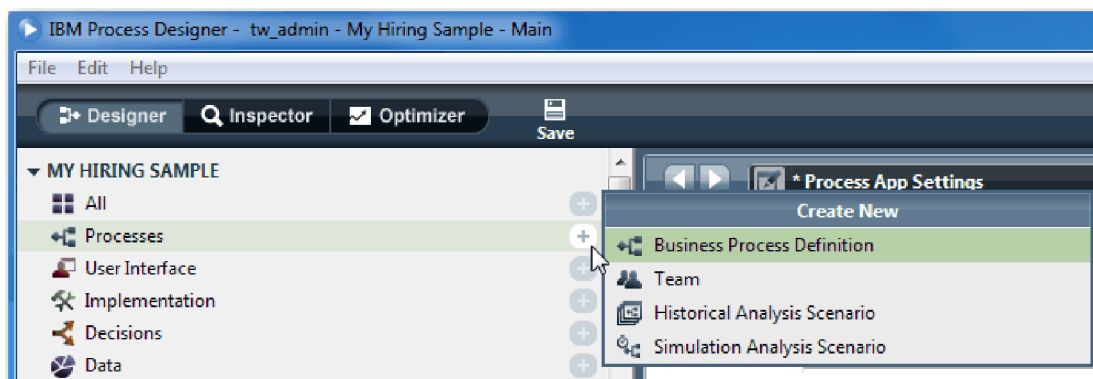 IBM Process Designer - tw_admin - My Hiring Sample - Main
File Edit Help
Designer Inspector Optimizer Save
MY HIRING SAMPLE
* Process App Settings
All
Create New
Processes
Business Process Definition
User Interface
Team
Implementation
Historical Analysis Scenario
Decisions
Simulation Analysis Scenario
Data